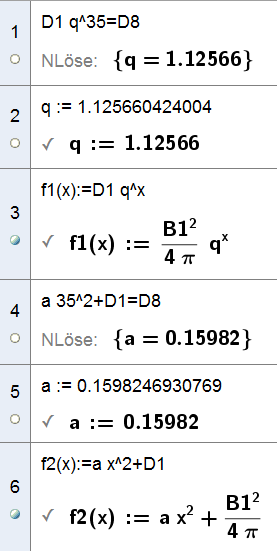 1 D1 q^35=D8
NLöse: {q = 1.12566}
2 q := 1.125660424004
✓ q := 1.12566
3 f1(x):=D1 q^x
✓ f1(x) := B1² / 4 π qˣ
4 a 35^2+D1=D8
NLöse: {a = 0.15982}
5 a := 0.1598246930769
✓ a := 0.15982
6 f2(x):=a x^2+D1
✓ f2(x) := a x² + B1² / 4 π